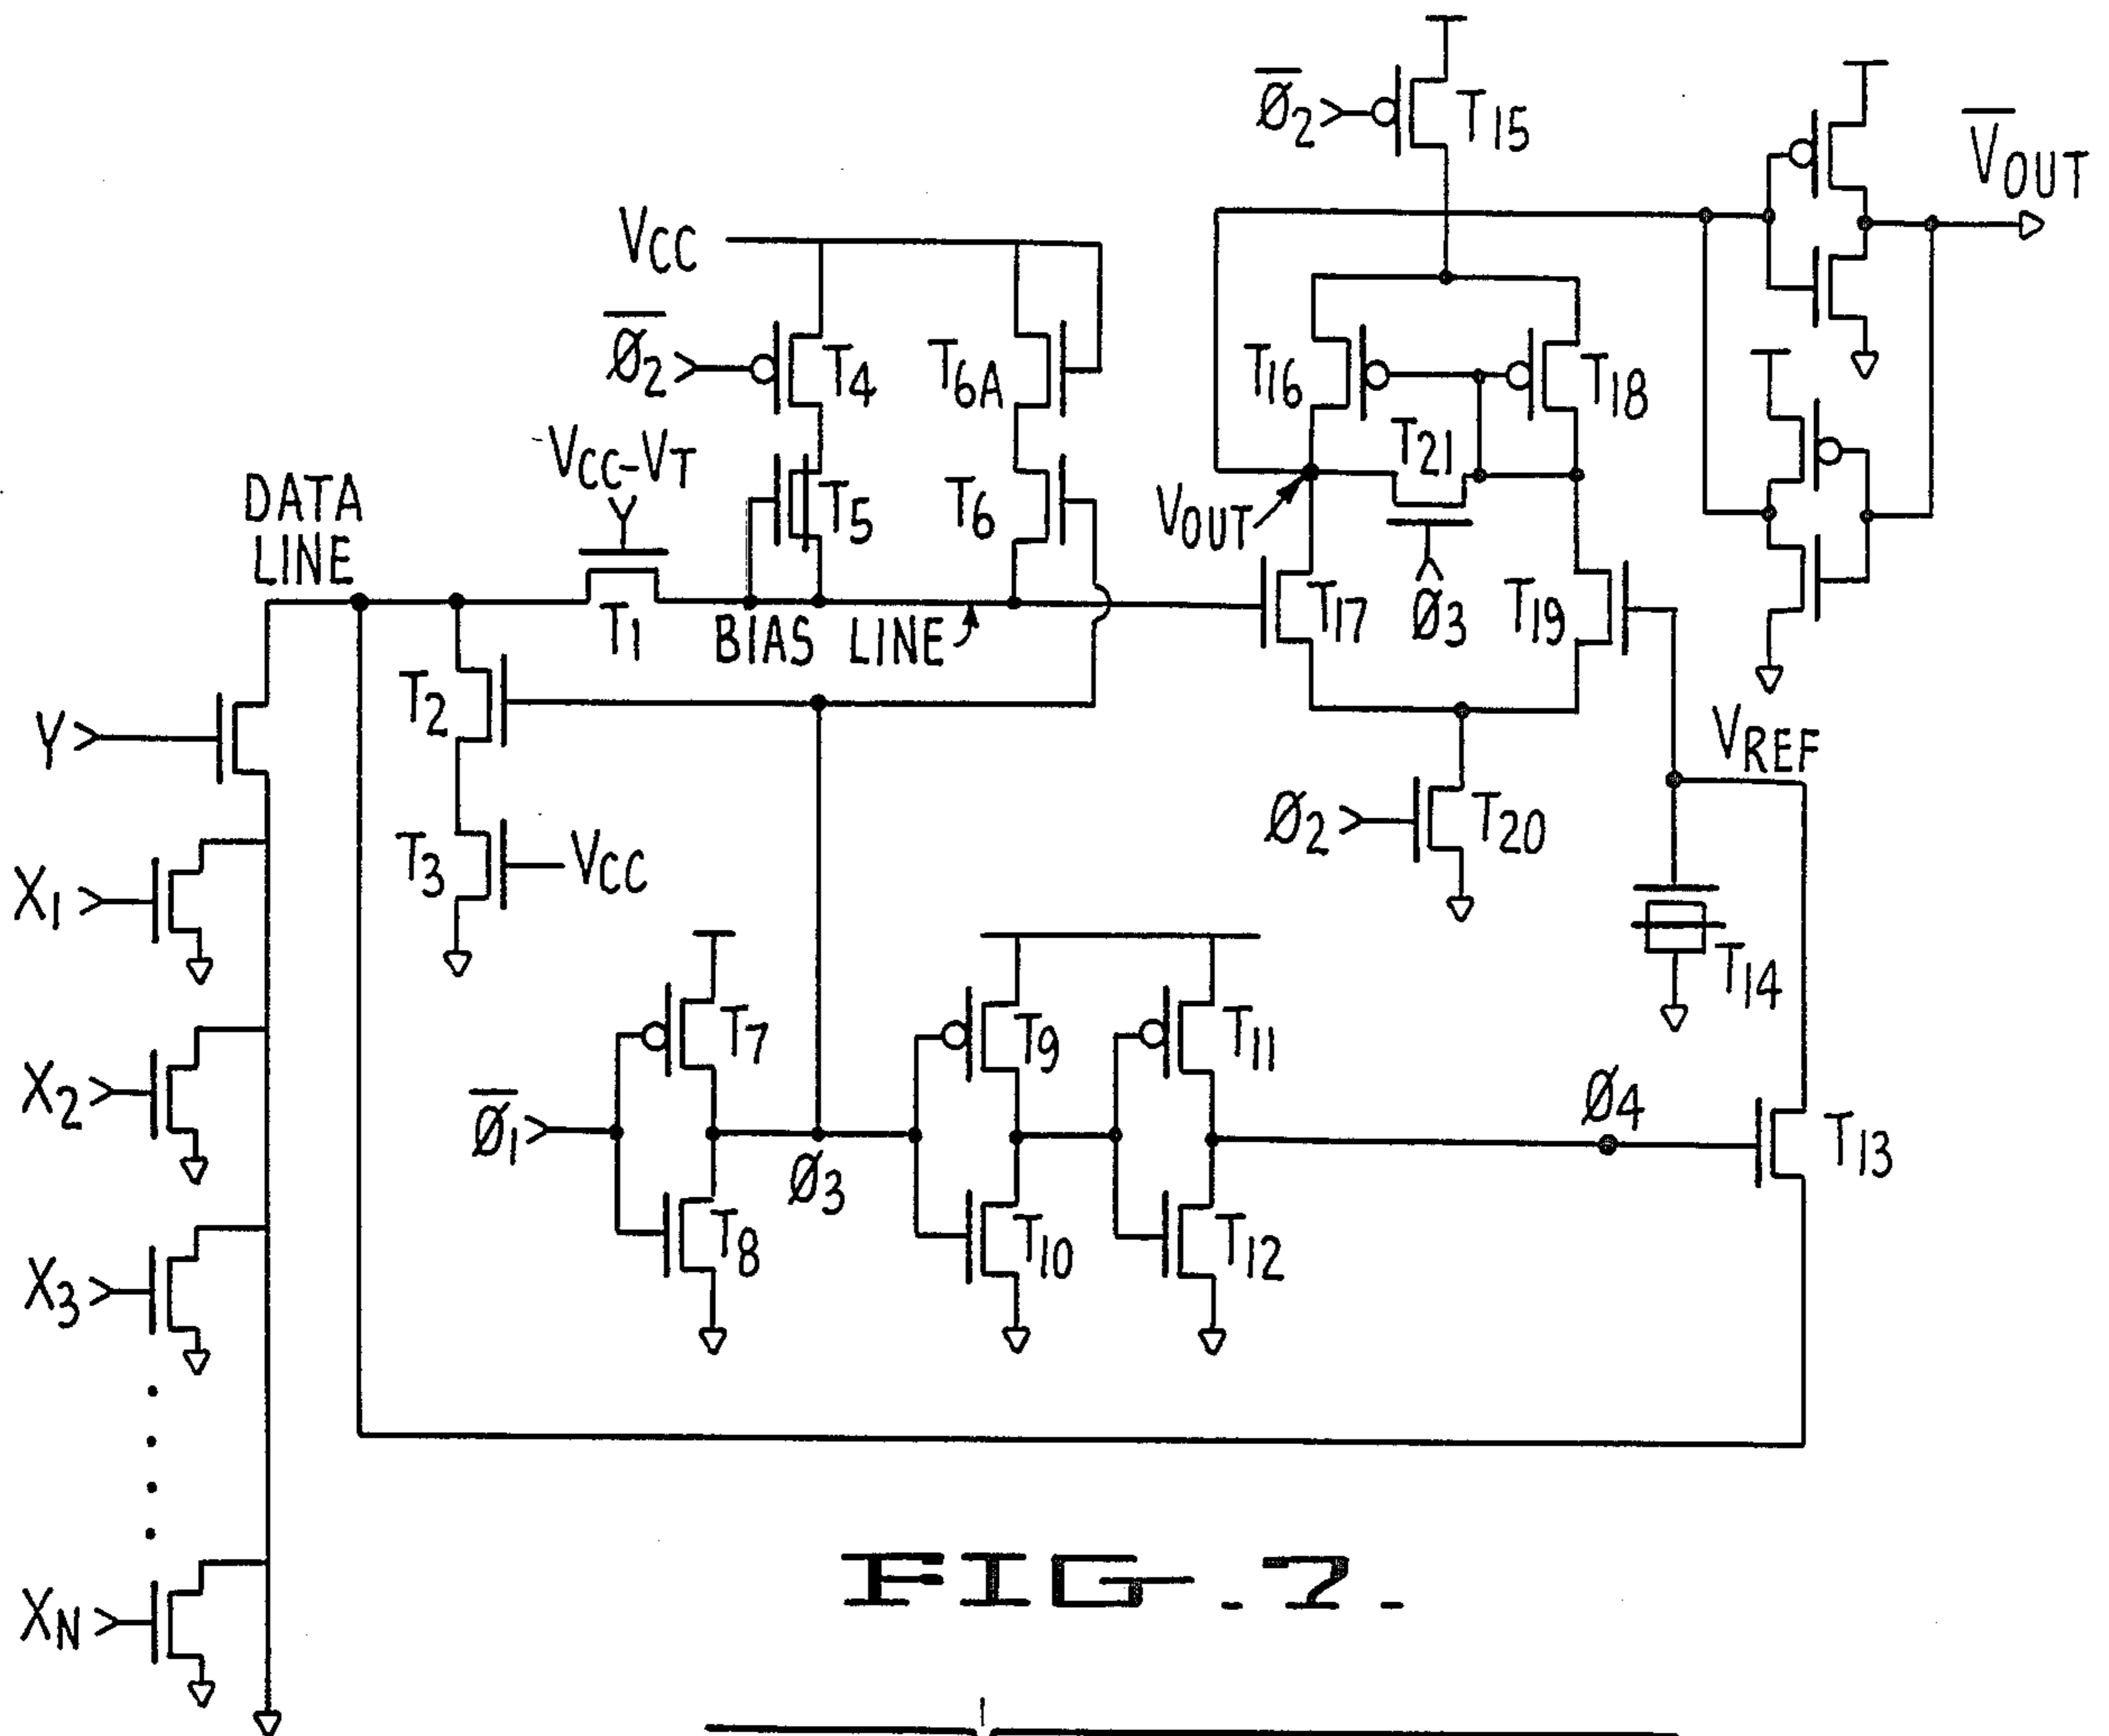 V̅OUT
Ø̅2
T15
VCC
Ø̅2
T4
T6A
T16
T18
T21
VCC-VT
T5
T6
DATA
LINE
VOUT
T1
BIAS LINE
T17
Ø3
T19
T2
Y
VREF
T3
VCC
Ø2
T20
X1
T14
T7
T9
T11
X2
Ø̅1
Ø3
Ø4
T13
T8
T10
T12
X3
XN
FIG-.7.